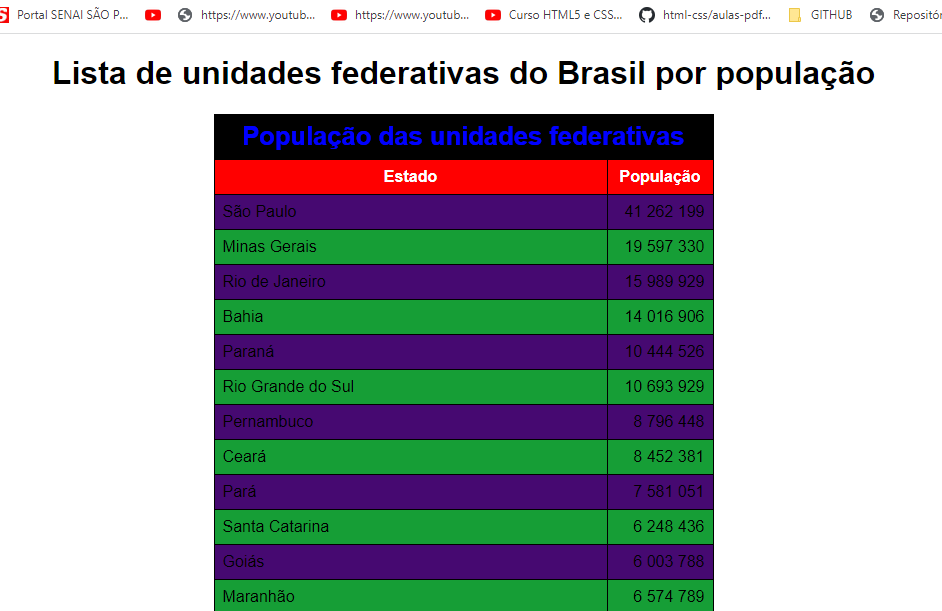 Portal SENAI SÃO P... https://www.youtub... https://www.youtub... Curso HTML5 e CSS... html-css/aulas-pdf... GITHUB Repositór
Lista de unidades federativas do Brasil por população
População das unidades federativas
Estado População
São Paulo 41 262 199
Minas Gerais 19 597 330
Rio de Janeiro 15 989 929
Bahia 14 016 906
Paraná 10 444 526
Rio Grande do Sul 10 693 929
Pernambuco 8 796 448
Ceará 8 452 381
Pará 7 581 051
Santa Catarina 6 248 436
Goiás 6 003 788
Maranhão 6 574 789